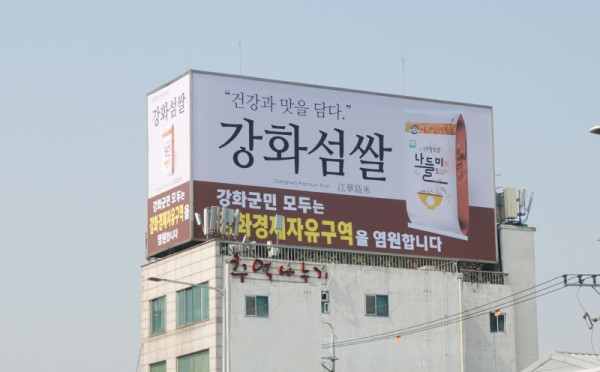 강화섬쌀
강화군민 모두는
강화경제자유구역
을 염원합니다
“건강과 맛을 담다.”
강화섬쌀
Ganghwa Premium Rice 江華島米
나들미
강화군민 모두는
강화경제자유구역을 염원합니다
추억나누기